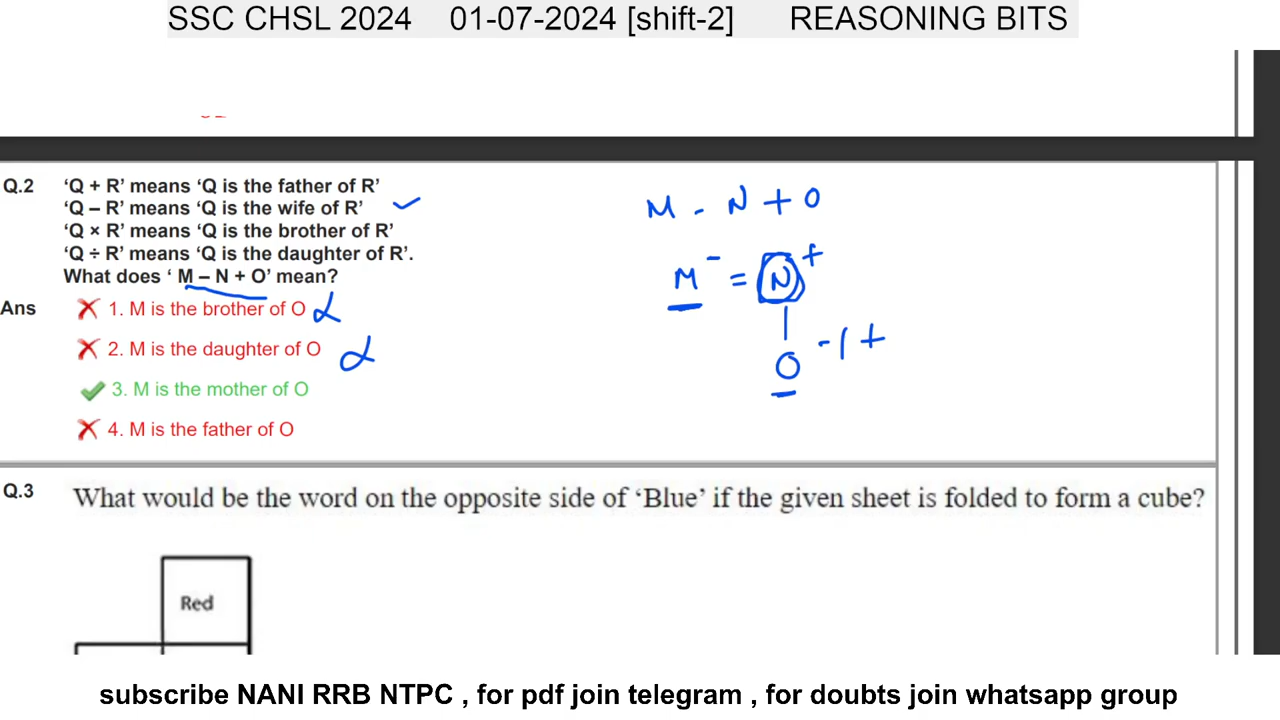 SSC CHSL 2024 01-07-2024 [shift-2] REASONING BITS
Q.2 ‘Q + R’ means ‘Q is the father of R’
‘Q – R’ means ‘Q is the wife of R’
‘Q × R’ means ‘Q is the brother of R’
‘Q ÷ R’ means ‘Q is the daughter of R’.
What does ‘ M – N + O’ mean?
Ans 1. M is the brother of O
2. M is the daughter of O
3. M is the mother of O
4. M is the father of O
M - N + O
M - = N +
O - / +
Q.3 What would be the word on the opposite side of ‘Blue’ if the given sheet is folded to form a cube?
Red
subscribe NANI RRB NTPC , for pdf join telegram , for doubts join whatsapp group